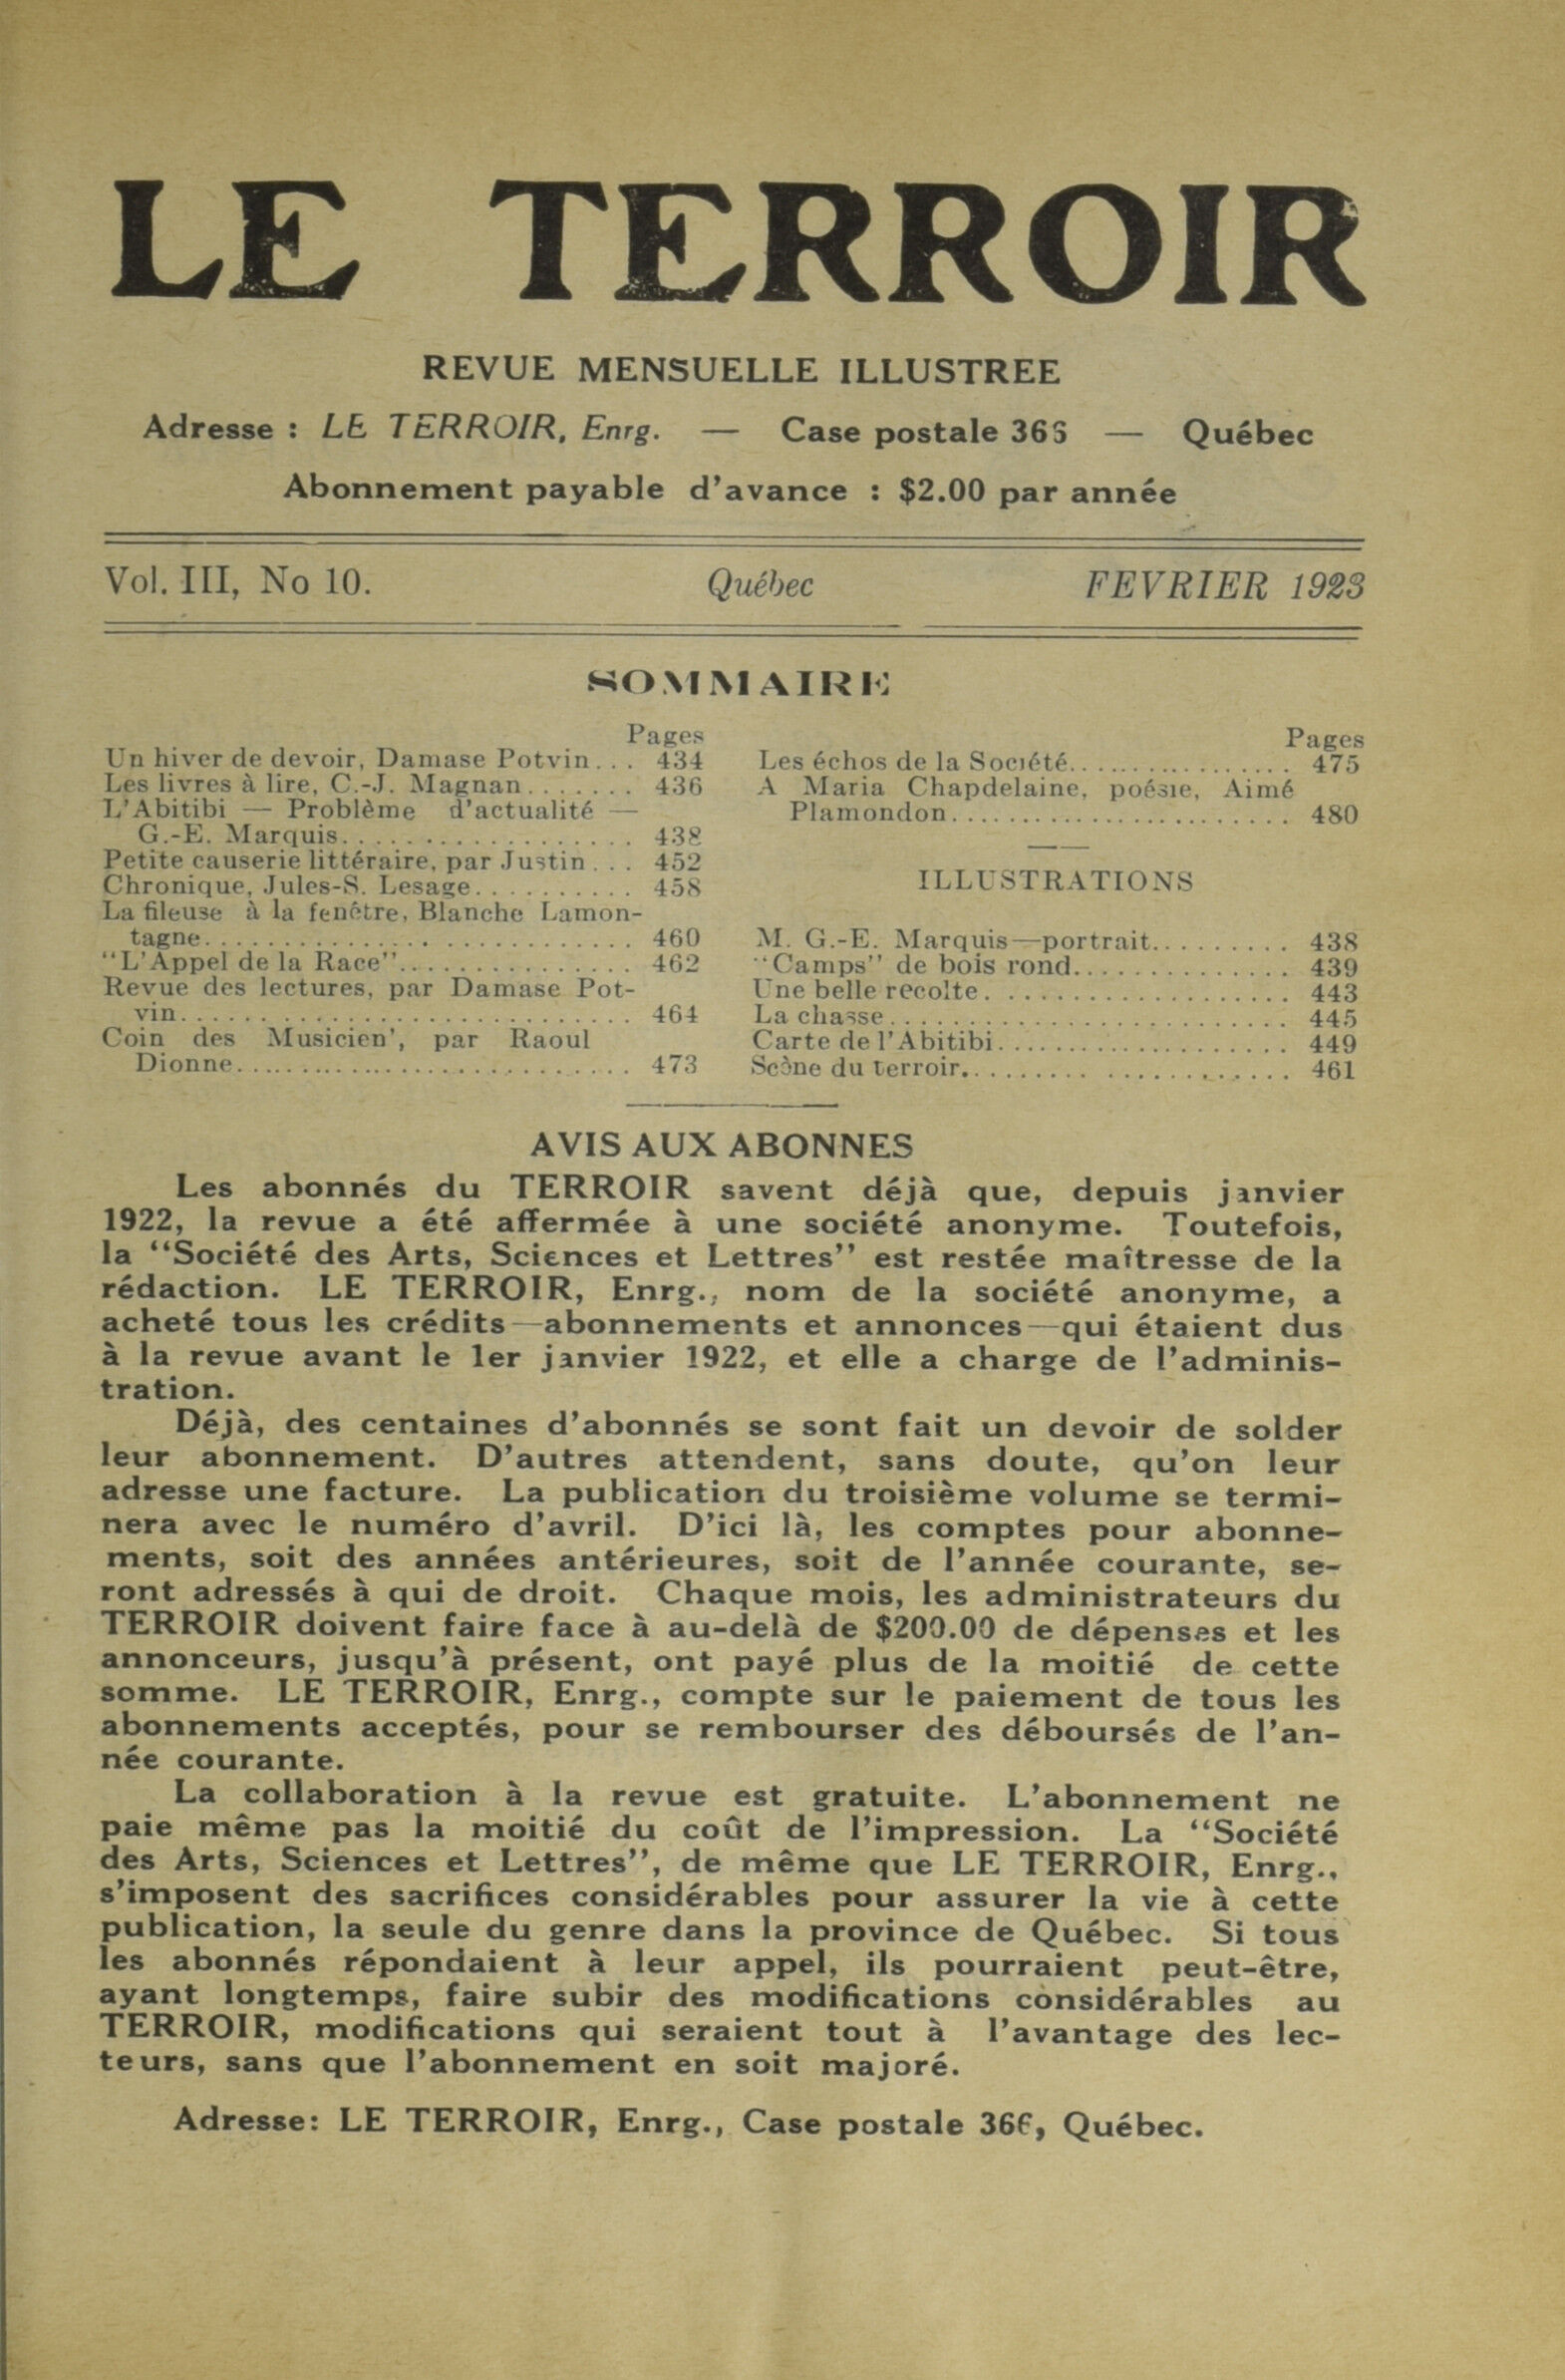 LE TERROIR
REVUE MENSUELLE ILLUSTREE
Adresse : LE TERROIR, Enrg. — Case postale 366 — Québec
Abonnement payable d'avance : $2.00 par année
Vol. III, No 10. Québec FEVRIER 1923
SOMMAIRE
Pages
Un hiver de devoir, Damase Potvin... 434
Les livres à lire, C.-J. Magnan....... 436
L'Abitibi — Problème d'actualité —
G.-E. Marquis................... 438
Petite causerie littéraire, par Justin... 452
Chronique, Jules-S. Lesage.......... 458
La fileuse à la fenêtre, Blanche Lamon-
tagne........................... 460
"L'Appel de la Race"............... 462
Revue des lectures, par Damase Pot-
vin............................. 464
Coin des Musicien', par Raoul
Dionne......................... 473
Pages
Les échos de la Société................. 475
A Maria Chapdelaine, poésie, Aimé
Plamondon........................ 480
ILLUSTRATIONS
M. G.-E. Marquis—portrait......... 438
"Camps" de bois rond.............. 439
Une belle recolte.................... 443
La chasse.......................... 445
Carte de l'Abitibi................... 449
Scène du terroir..................... 461
AVIS AUX ABONNES
Les abonnés du TERROIR savent déjà que, depuis janvier
1922, la revue a été affermée à une société anonyme. Toutefois,
la "Société des Arts, Sciences et Lettres" est restée maîtresse de la
rédaction. LE TERROIR, Enrg., nom de la société anonyme, a
acheté tous les crédits—abonnements et annonces—qui étaient dus
à la revue avant le 1er janvier 1922, et elle a charge de l'adminis-
tration.
Déjà, des centaines d'abonnés se sont fait un devoir de solder
leur abonnement. D'autres attendent, sans doute, qu'on leur
adresse une facture. La publication du troisième volume se termi-
nera avec le numéro d'avril. D'ici là, les comptes pour abonne-
ments, soit des années antérieures, soit de l'année courante, se-
ront adressés à qui de droit. Chaque mois, les administrateurs du
TERROIR doivent faire face à au-delà de $200.00 de dépenses et les
annonceurs, jusqu'à présent, ont payé plus de la moitié de cette
somme. LE TERROIR, Enrg., compte sur le paiement de tous les
abonnements acceptés, pour se rembourser des déboursés de l'an-
née courante.
La collaboration à la revue est gratuite. L'abonnement ne
paie même pas la moitié du coût de l'impression. La "Société
des Arts, Sciences et Lettres", de même que LE TERROIR, Enrg.,
s'imposent des sacrifices considérables pour assurer la vie à cette
publication, la seule du genre dans la province de Québec. Si tous
les abonnés répondaient à leur appel, ils pourraient peut-être,
ayant longtemps, faire subir des modifications considérables au
TERROIR, modifications qui seraient tout à l'avantage des lec-
teurs, sans que l'abonnement en soit majoré.
Adresse: LE TERROIR, Enrg., Case postale 366, Québec.